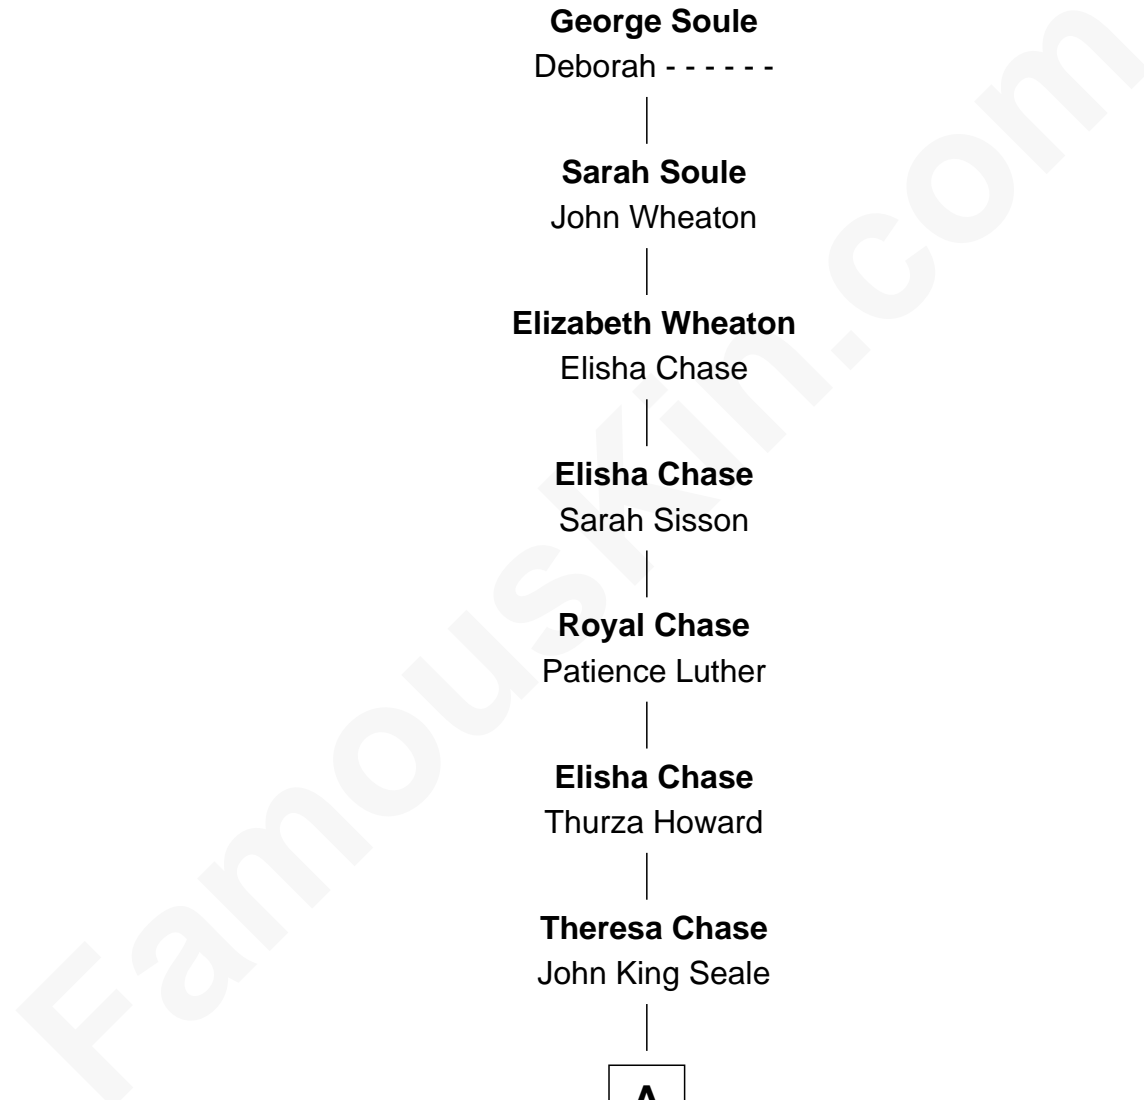 George Soule
Deborah - - - - - -
Sarah Soule
John Wheaton
Elizabeth Wheaton
Elisha Chase
Elisha Chase
Sarah Sisson
Royal Chase
Patience Luther
Elisha Chase
Thurza Howard
Theresa Chase
John King Seale
A
FamousKin.com